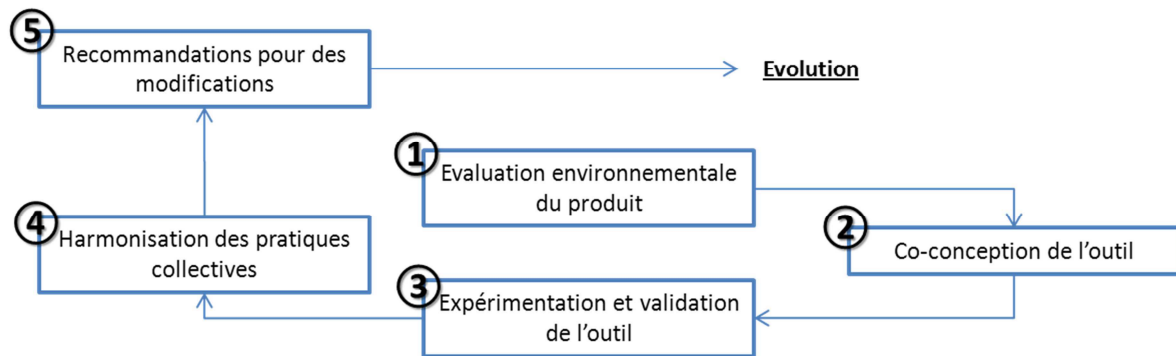 5
Recommandations pour des
modifications
Evolution
1
Evaluation environnementale
du produit
2
Co-conception de l’outil
3
Expérimentation et validation
de l’outil
4
Harmonisation des pratiques
collectives